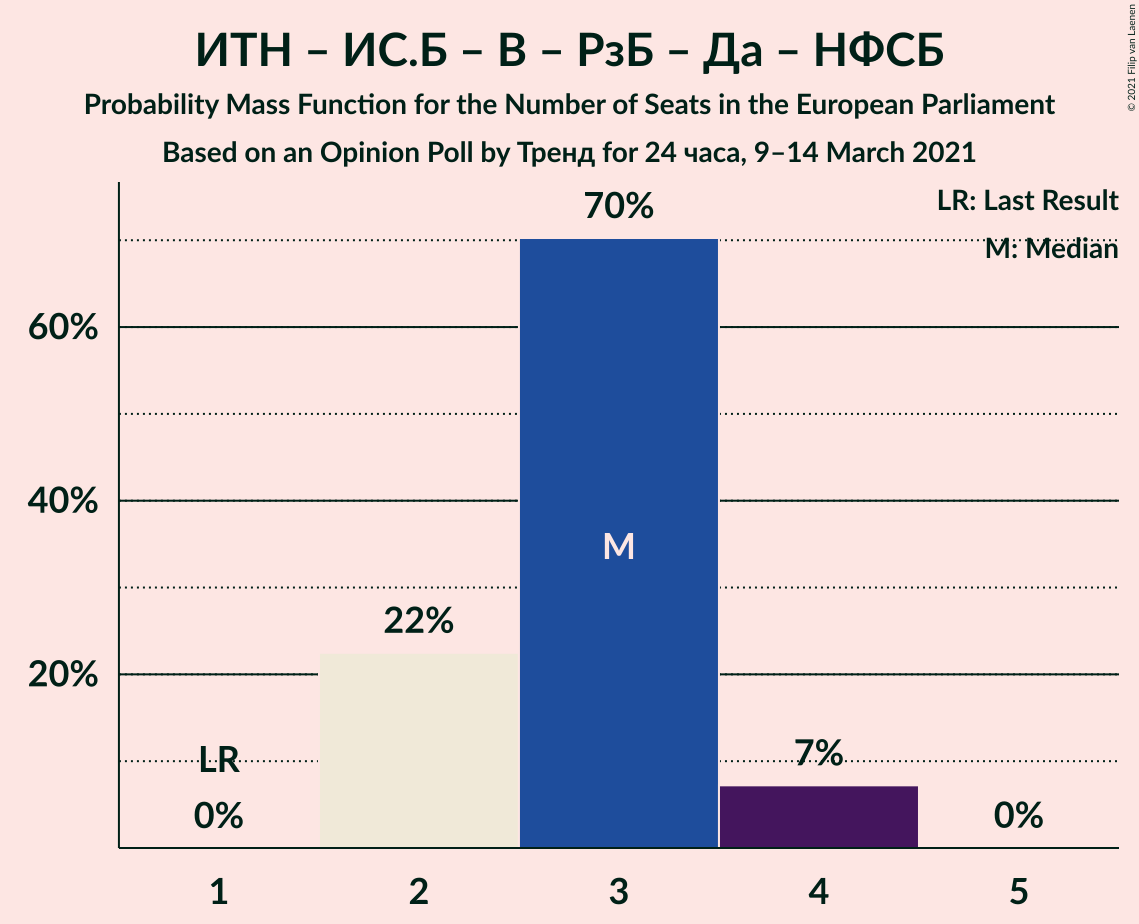 ИТН – ИС.Б – В – РзБ – Да – НФСБ
Probability Mass Function for the Number of Seats in the European Parliament
Based on an Opinion Poll by Тренд for 24 часа, 9–14 March 2021
© 2021 Filip van Laenen
LR: Last Result
M: Median
70%
60%
40%
20%
M
22%
LR
7%
0%
0%
1 2 3 4 5